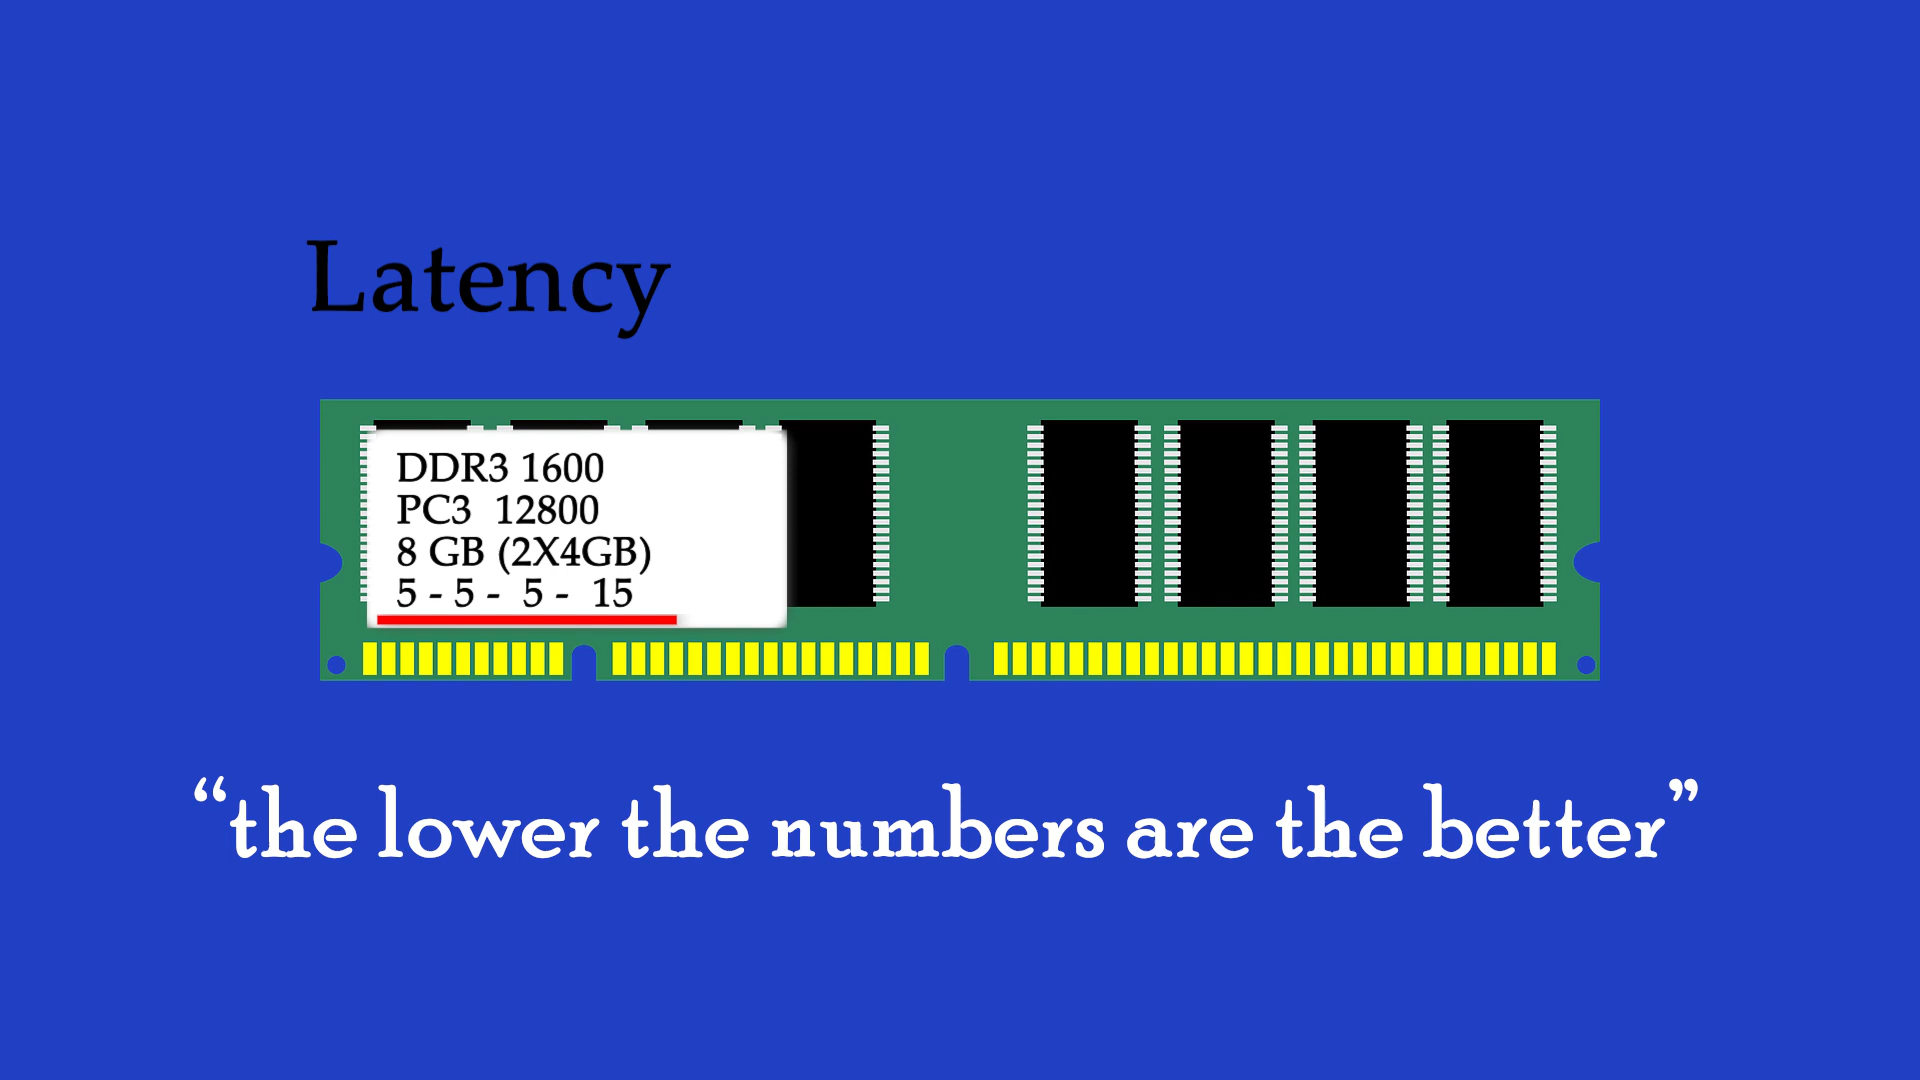 Latency
DDR3 1600
PC3 12800
8 GB (2X4GB)
5 - 5 - 5 - 15
“the lower the numbers are the better”